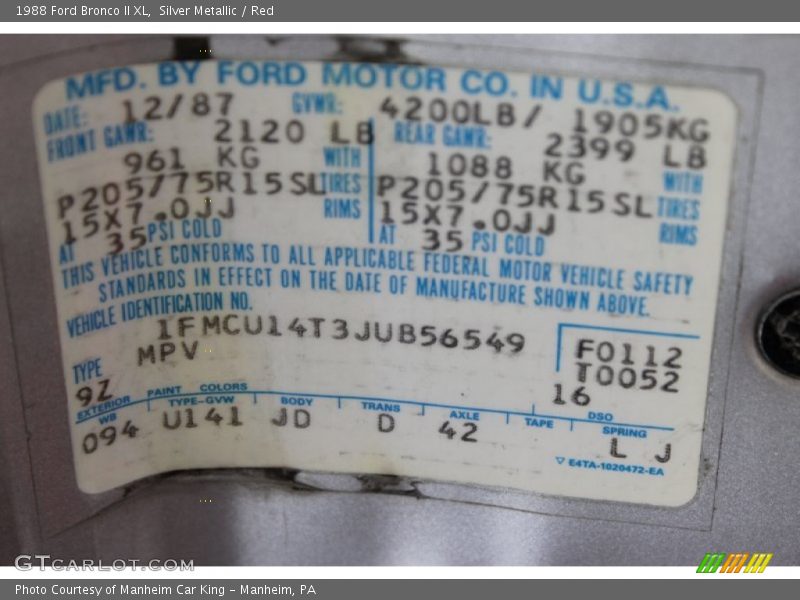 1988 Ford Bronco II XL, Silver Metallic / Red
MFD. BY FORD MOTOR CO. IN U.S.A.
DATE: 12/87 GVWR: 4200LB/ 1905KG
FRONT GAWR: 2120 LB REAR GAWR: 2399 LB
961 KG WITH 1088 KG WITH
P205/75R15SL TIRES P205/75R15SL TIRES
15X7.0JJ RIMS 15X7.0JJ RIMS
AT 35 PSI COLD AT 35 PSI COLD
THIS VEHICLE CONFORMS TO ALL APPLICABLE FEDERAL MOTOR VEHICLE SAFETY
STANDARDS IN EFFECT ON THE DATE OF MANUFACTURE SHOWN ABOVE.
VEHICLE IDENTIFICATION NO.
1FMCU14T3JUB56549
TYPE MPV
F0112
T0052
9Z 16
EXTERIOR PAINT COLORS DSO
WB TYPE-GVW BODY TRANS AXLE TAPE SPRING
094 U141 JD D 42 L J
▽ E4TA-1020472-EA
GTCARLOT.COM
Photo Courtesy of Manheim Car King - Manheim, PA